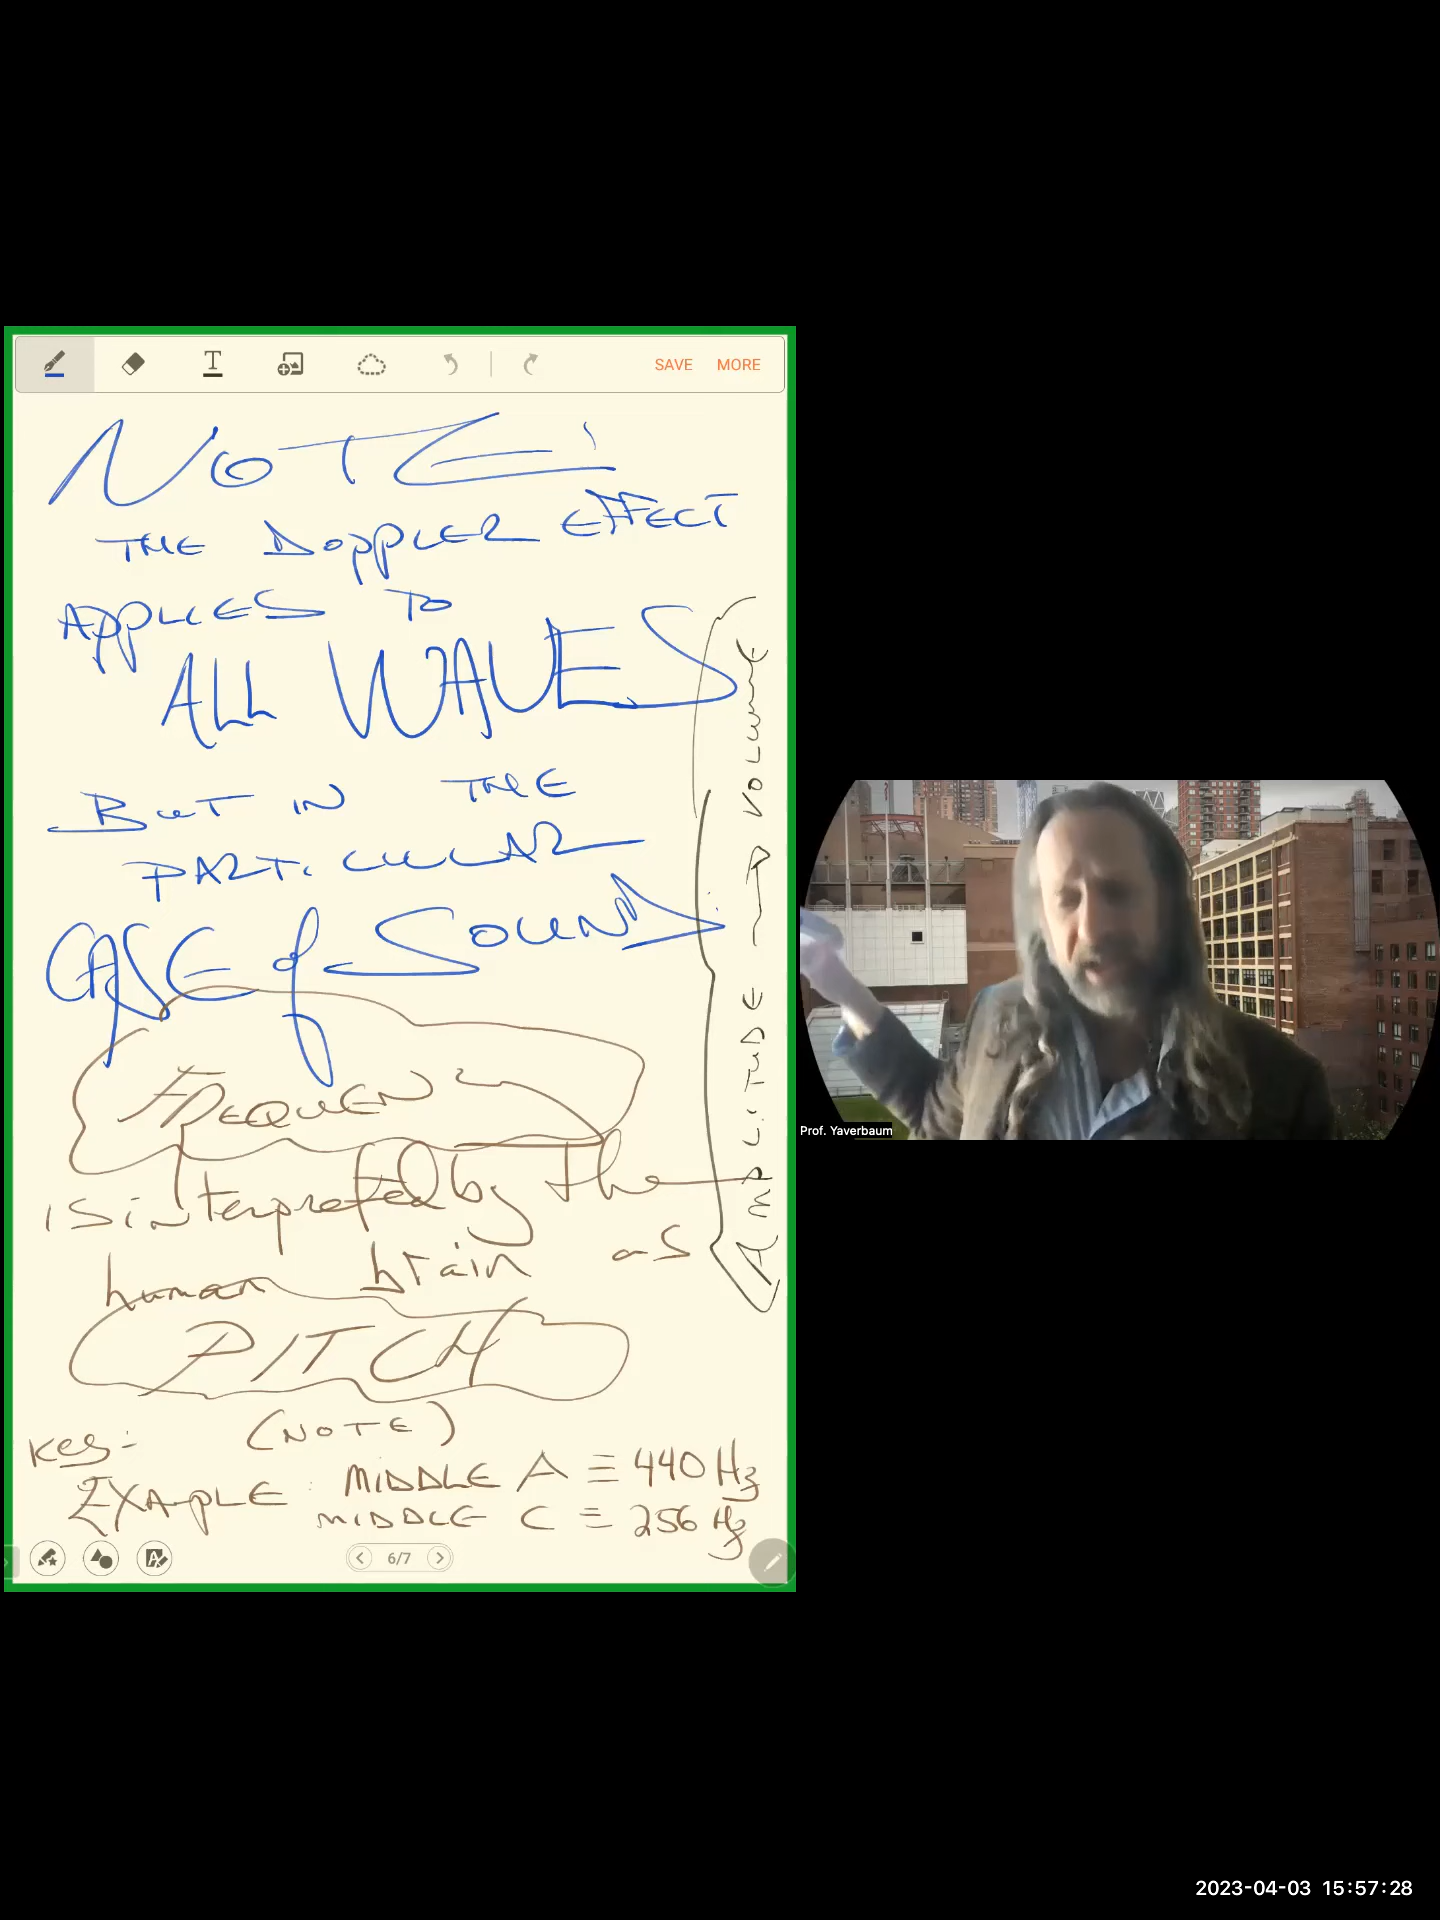 SAVE MORE
NOTE:
THE DOPPLER EFFECT
APPLIES TO
ALL WAVES
BUT IN THE
PARTICULAR
CASE of SOUND
FREQUENCY
is interpreted by the
human brain as
PITCH
(NOTE)
Key:
EXAMPLE: MIDDLE A ≡ 440 Hz
MIDDLE C ≡ 256 Hz
AMPLITUDE → VOLUME
6/7
Prof. Yaverbaum
2023-04-03 15:57:28